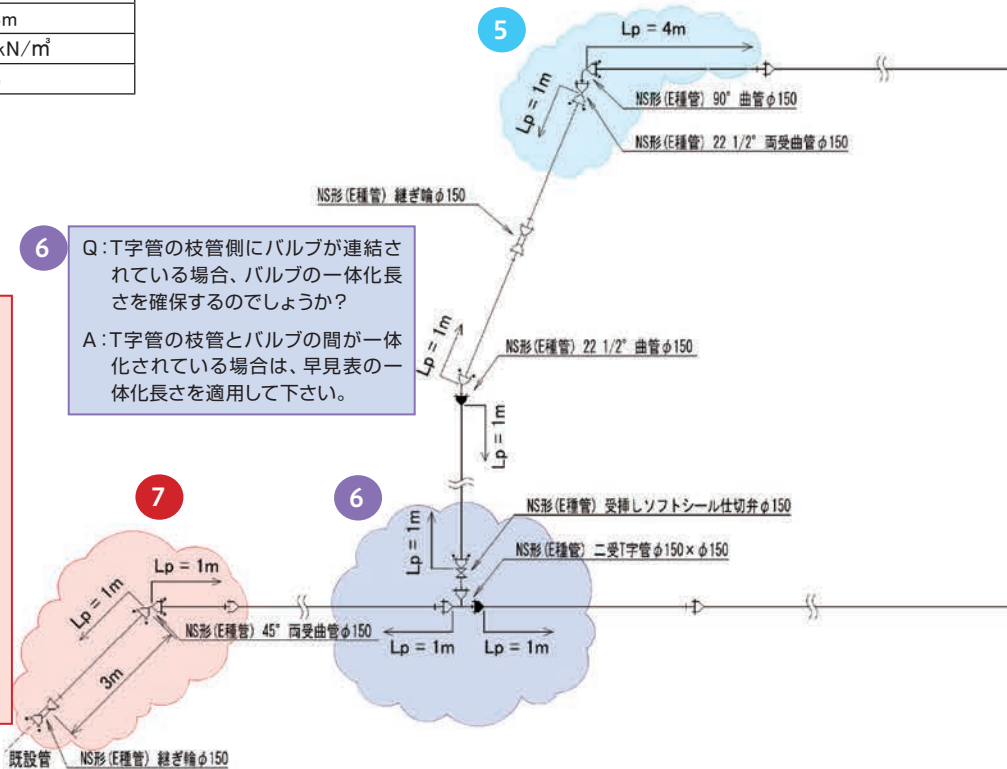 m
kN/㎥
5
Lp = 4m
Lp = 1m
NS形(E種管) 90° 曲管φ150
NS形(E種管) 22 1/2° 両受曲管φ150
NS形(E種管) 継ぎ輪φ150
6
Q:T字管の枝管側にバルブが連結さ
れている場合、バルブの一体化長
さを確保するのでしょうか?
A:T字管の枝管とバルブの間が一体
化されている場合は、早見表の一
体化長さを適用して下さい。
Lp = 1m
NS形(E種管) 22 1/2° 曲管φ150
Lp = 1m
7
6
Lp = 1m
NS形(E種管) 受挿しソフトシール仕切弁φ150
NS形(E種管) 二受T字管φ150×φ150
Lp = 1m
Lp = 1m
NS形(E種管) 45° 両受曲管φ150
Lp = 1m
Lp = 1m
3m
既設管
NS形(E種管) 継ぎ輪φ150